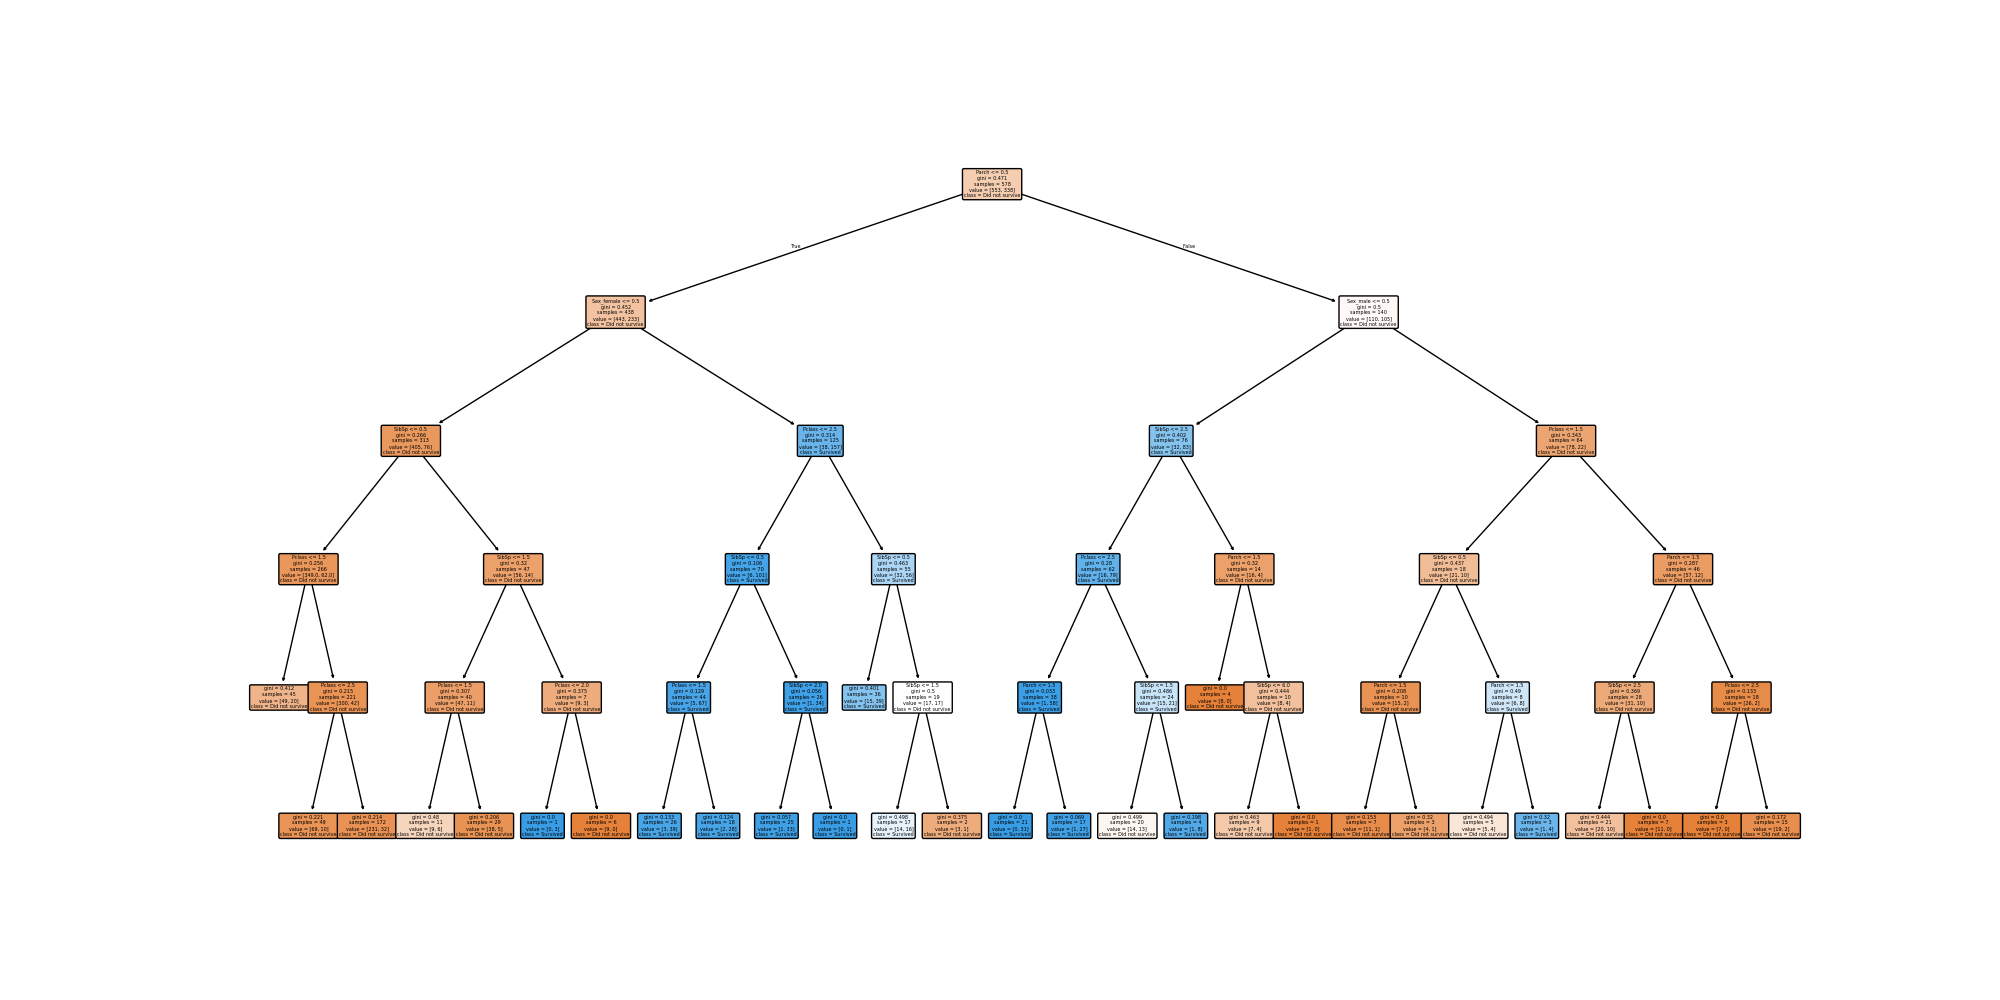 Parch <= 0.5
gini = 0.471
samples = 578
value = [553, 338]
class = Did not survive
True
False
Sex_female <= 0.5
gini = 0.452
samples = 438
value = [443, 233]
class = Did not survive
Sex_male <= 0.5
gini = 0.5
samples = 140
value = [110, 105]
class = Did not survive
SibSp <= 0.5
gini = 0.266
samples = 313
value = [405, 76]
class = Did not survive
Pclass <= 2.5
gini = 0.314
samples = 125
value = [38, 157]
class = Survived
SibSp <= 2.5
gini = 0.402
samples = 76
value = [32, 83]
class = Survived
Pclass <= 1.5
gini = 0.343
samples = 64
value = [78, 22]
class = Did not survive
Pclass <= 1.5
gini = 0.256
samples = 266
value = [349.0, 62.0]
class = Did not survive
SibSp <= 1.5
gini = 0.32
samples = 47
value = [56, 14]
class = Did not survive
SibSp <= 0.5
gini = 0.106
samples = 70
value = [6, 101]
class = Survived
SibSp <= 0.5
gini = 0.463
samples = 55
value = [32, 56]
class = Survived
Pclass <= 2.5
gini = 0.28
samples = 62
value = [16, 79]
class = Survived
Parch <= 1.5
gini = 0.32
samples = 14
value = [16, 4]
class = Did not survive
SibSp <= 0.5
gini = 0.437
samples = 18
value = [21, 10]
class = Did not survive
Parch <= 1.5
gini = 0.287
samples = 46
value = [57, 12]
class = Did not survive
gini = 0.412
samples = 45
value = [49, 20]
class = Did not survive
Pclass <= 2.5
gini = 0.215
samples = 221
value = [300, 42]
class = Did not survive
Pclass <= 1.5
gini = 0.307
samples = 40
value = [47, 11]
class = Did not survive
Pclass <= 2.0
gini = 0.375
samples = 7
value = [9, 3]
class = Did not survive
Pclass <= 1.5
gini = 0.129
samples = 44
value = [5, 67]
class = Survived
SibSp <= 2.0
gini = 0.056
samples = 26
value = [1, 34]
class = Survived
gini = 0.401
samples = 36
value = [15, 39]
class = Survived
SibSp <= 1.5
gini = 0.5
samples = 19
value = [17, 17]
class = Did not survive
Parch <= 1.5
gini = 0.033
samples = 38
value = [1, 58]
class = Survived
SibSp <= 1.5
gini = 0.486
samples = 24
value = [15, 21]
class = Survived
gini = 0.0
samples = 4
value = [8, 0]
class = Did not survive
SibSp <= 6.0
gini = 0.444
samples = 10
value = [8, 4]
class = Did not survive
Parch <= 1.5
gini = 0.208
samples = 10
value = [15, 2]
class = Did not survive
Parch <= 1.5
gini = 0.49
samples = 8
value = [6, 8]
class = Survived
SibSp <= 2.5
gini = 0.369
samples = 28
value = [31, 10]
class = Did not survive
Pclass <= 2.5
gini = 0.133
samples = 18
value = [26, 2]
class = Did not survive
gini = 0.221
samples = 49
value = [69, 10]
class = Did not survive
gini = 0.214
samples = 172
value = [231, 32]
class = Did not survive
gini = 0.48
samples = 11
value = [9, 6]
class = Did not survive
gini = 0.206
samples = 29
value = [38, 5]
class = Did not survive
gini = 0.0
samples = 1
value = [0, 3]
class = Survived
gini = 0.0
samples = 6
value = [9, 0]
class = Did not survive
gini = 0.133
samples = 26
value = [3, 39]
class = Survived
gini = 0.124
samples = 18
value = [2, 28]
class = Survived
gini = 0.057
samples = 25
value = [1, 33]
class = Survived
gini = 0.0
samples = 1
value = [0, 1]
class = Survived
gini = 0.498
samples = 17
value = [14, 16]
class = Survived
gini = 0.375
samples = 2
value = [3, 1]
class = Did not survive
gini = 0.0
samples = 21
value = [0, 31]
class = Survived
gini = 0.069
samples = 17
value = [1, 27]
class = Survived
gini = 0.499
samples = 20
value = [14, 13]
class = Did not survive
gini = 0.198
samples = 4
value = [1, 8]
class = Survived
gini = 0.463
samples = 9
value = [7, 4]
class = Did not survive
gini = 0.0
samples = 1
value = [1, 0]
class = Did not survive
gini = 0.153
samples = 7
value = [11, 1]
class = Did not survive
gini = 0.32
samples = 3
value = [4, 1]
class = Did not survive
gini = 0.494
samples = 5
value = [5, 4]
class = Did not survive
gini = 0.32
samples = 3
value = [1, 4]
class = Survived
gini = 0.444
samples = 21
value = [20, 10]
class = Did not survive
gini = 0.0
samples = 7
value = [11, 0]
class = Did not survive
gini = 0.0
samples = 3
value = [7, 0]
class = Did not survive
gini = 0.172
samples = 15
value = [19, 2]
class = Did not survive